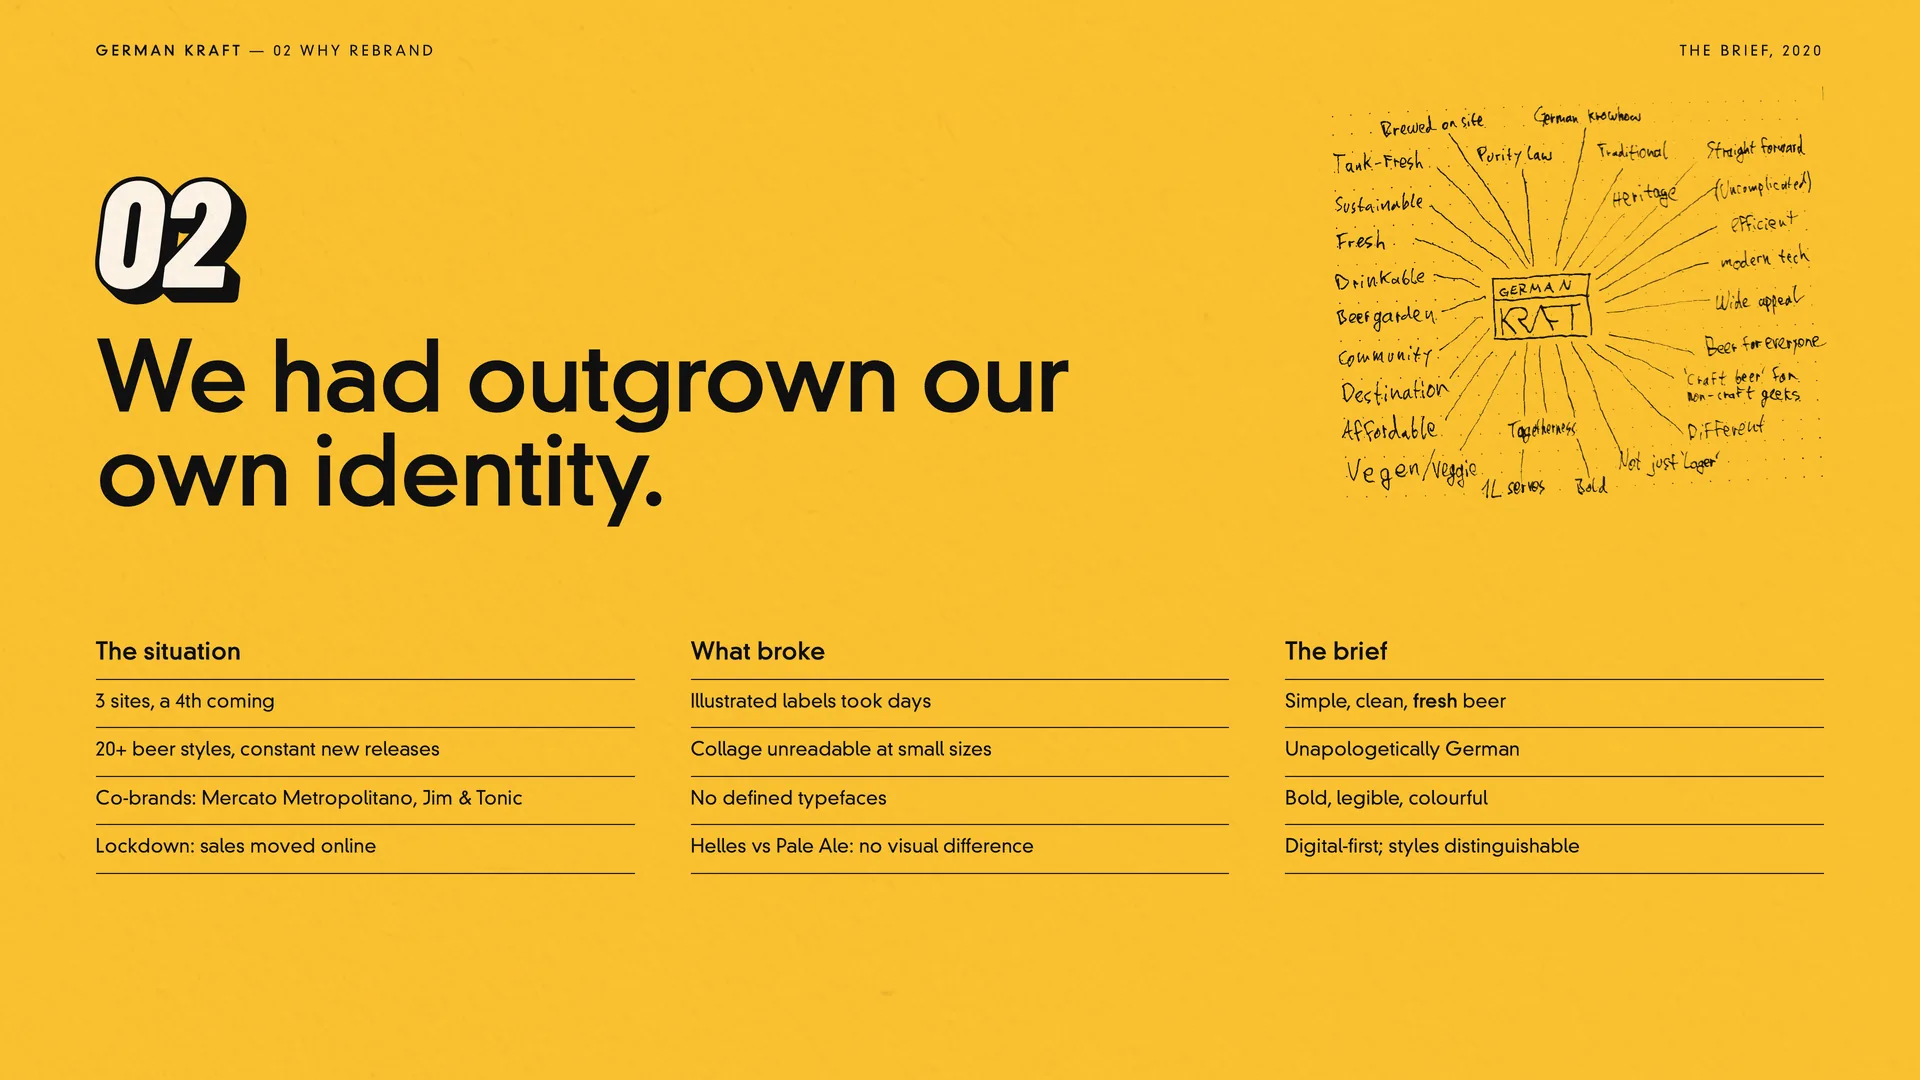 GERMAN KRAFT — 02 WHY REBRAND
THE BRIEF, 2020
02
We had outgrown our
own identity.
Brewed on site
German knowhow
Tank-Fresh
Purity Law
Traditional
Straight forward
Sustainable
Heritage
(Uncomplicated)
Fresh
efficient
Drinkable
modern tech
GERMAN
KRAFT
Beergarden
Wide appeal
Community
Beer for everyone
Destination
'Craft beer' for
non-craft geeks
Affordable
Togetherness
Different
Vegen/Veggie
Not just 'Lager'
1L serves
Bold
The situation
3 sites, a 4th coming
20+ beer styles, constant new releases
Co-brands: Mercato Metropolitano, Jim & Tonic
Lockdown: sales moved online
What broke
Illustrated labels took days
Collage unreadable at small sizes
No defined typefaces
Helles vs Pale Ale: no visual difference
The brief
Simple, clean, fresh beer
Unapologetically German
Bold, legible, colourful
Digital-first; styles distinguishable